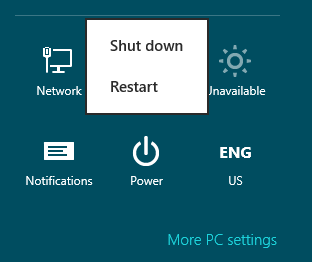 Shut down
Restart
Network
Unavailable
Notifications
Power
ENG
US
More PC settings